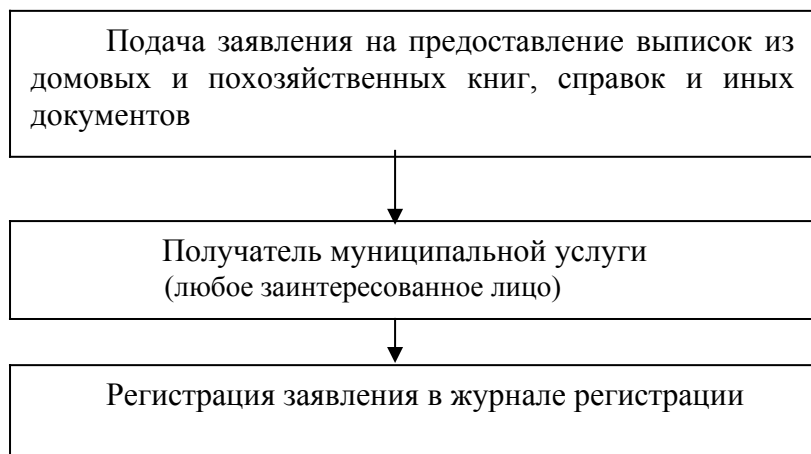 Подача заявления на предоставление выписок из
домовых и похозяйственных книг, справок и иных
документов
Получатель муниципальной услуги
(любое заинтересованное лицо)
Регистрация заявления в журнале регистрации